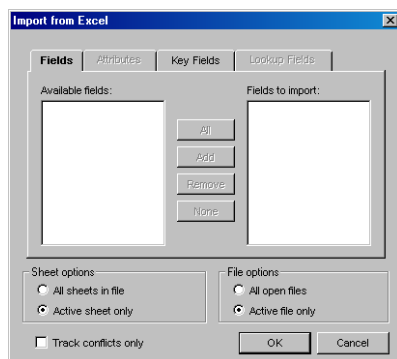 Import from Excel
Fields Attributes Key Fields Lookup Fields
Available fields: Fields to import:
All
Add
Remove
None
Sheet options File options
All sheets in file All open files
Active sheet only Active file only
Track conflicts only OK Cancel